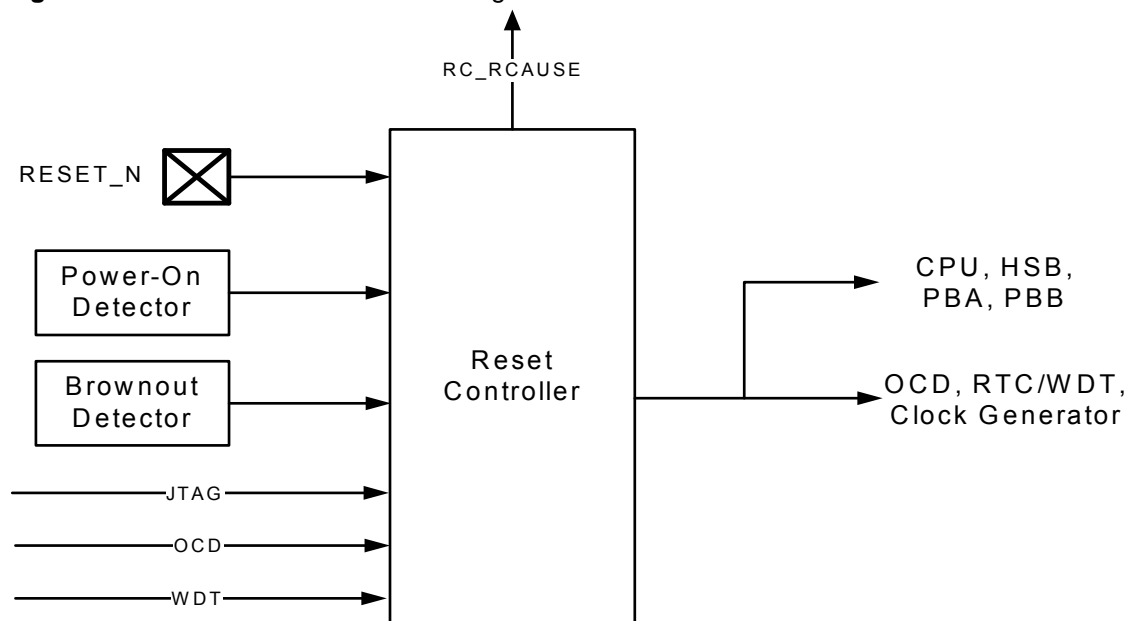 RC_RCAUSE
RESET_N
Power-On
Detector
Brownout
Detector
Reset
Controller
CPU, HSB,
PBA, PBB
OCD, RTC/WDT,
Clock Generator
JTAG
OCD
WDT